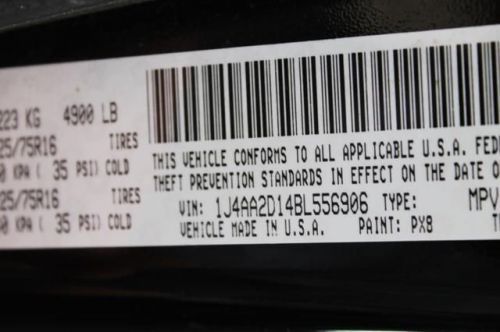 223 KG 4900 LB
25/75R16 TIRES
KPA ( 35 PSI) COLD
25/75R16 TIRES
KPA ( 35 PSI) COLD
THIS VEHICLE CONFORMS TO ALL APPLICABLE U.S.A. FED
THEFT PREVENTION STANDARDS IN EFFECT ON THE DATE O
VIN: 1J4AA2D14BL556906 TYPE: MPV
VEHICLE MADE IN U.S.A. PAINT: PX8